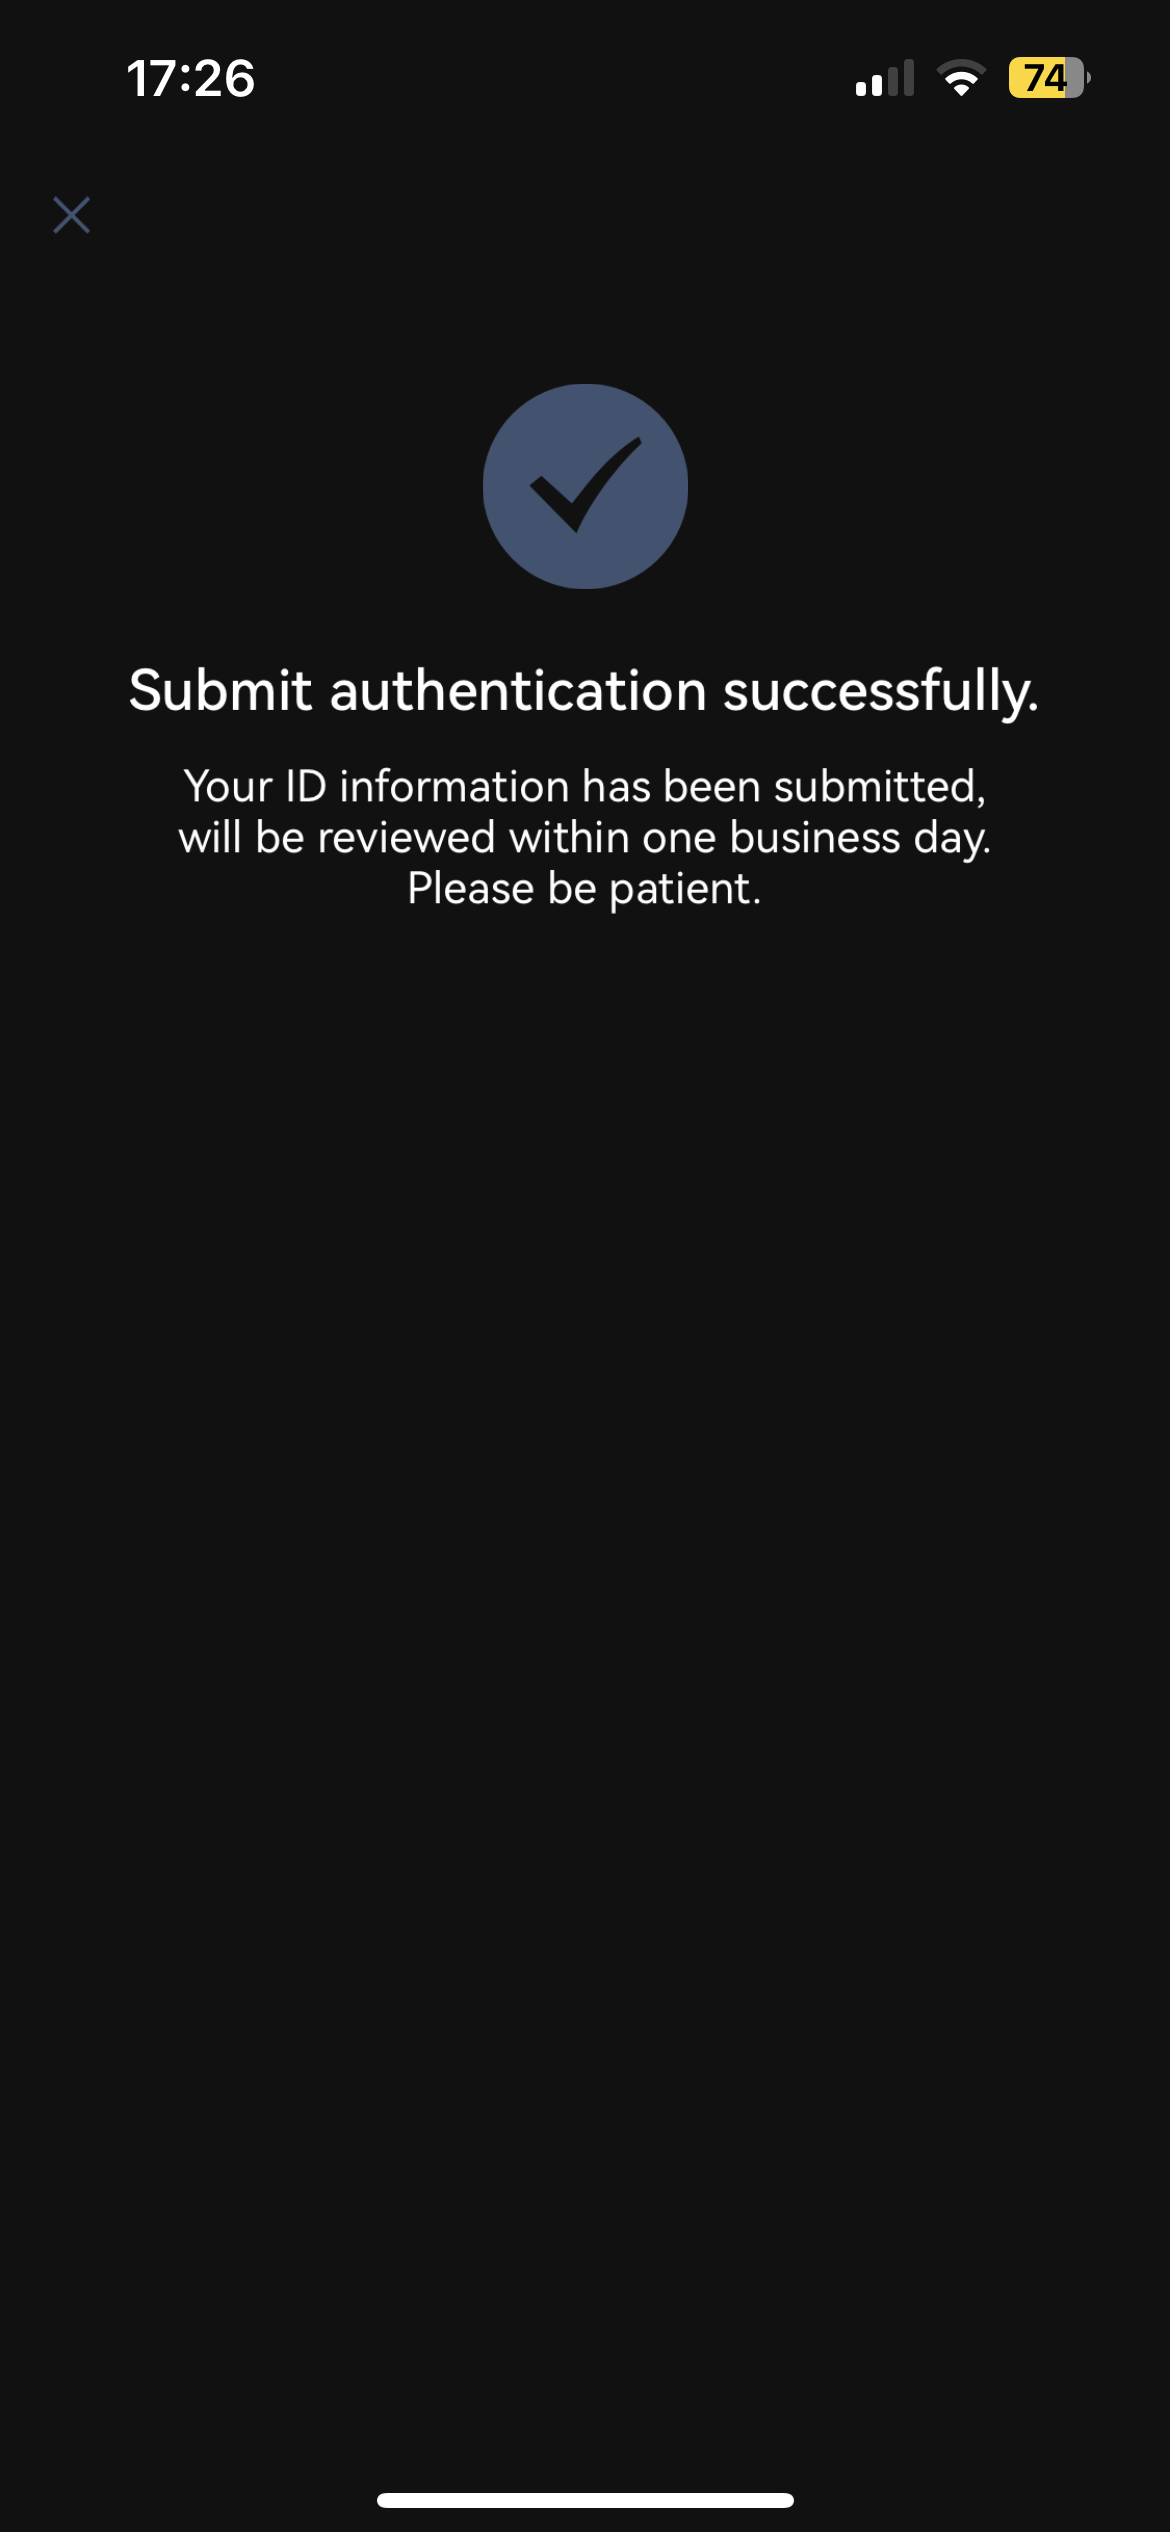 17:26
74
Submit authentication successfully.
Your ID information has been submitted,
will be reviewed within one business day.
Please be patient.